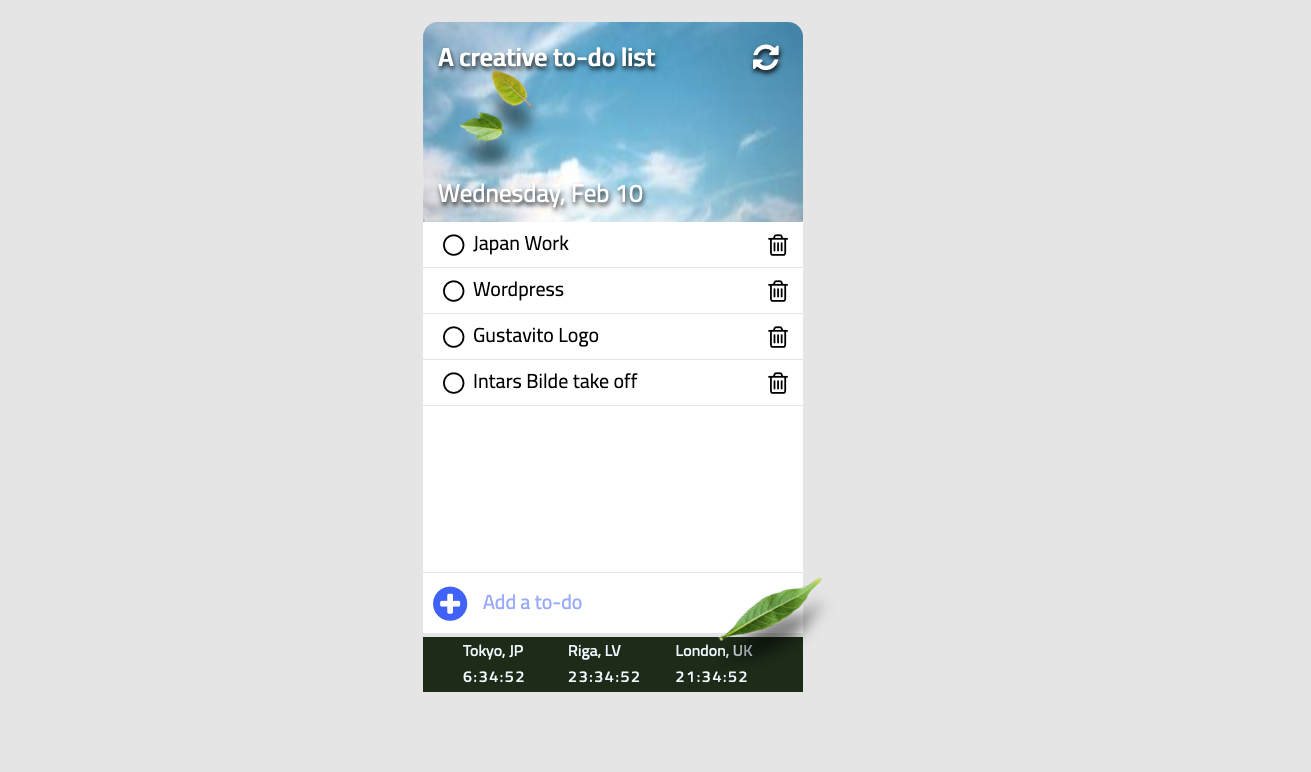 A creative to-do list
Wednesday, Feb 10
Japan Work
Wordpress
Gustavito Logo
Intars Bilde take off
Add a to-do
Tokyo, JP Riga, LV London, UK
6:34:52 23:34:52 21:34:52